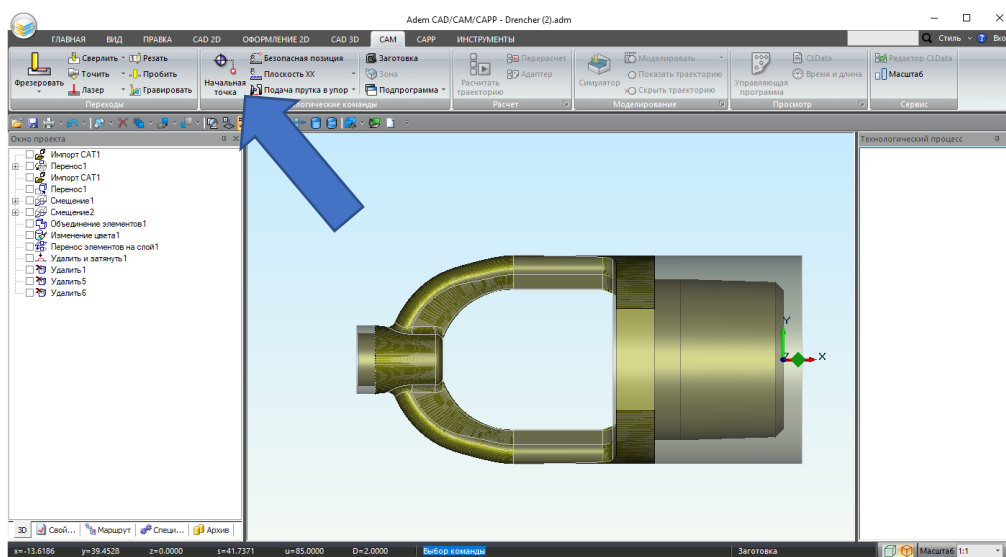 Adem CAD/CAM/CAPP - Drencher (2).adm
ГЛАВНАЯ ВИД ПРАВКА CAD 2D ОФОРМЛЕНИЕ 2D CAD 3D CAM CAPP ИНСТРУМЕНТЫ Стиль
Фрезеровать
Сверлить Резать
Точить Пробить
Лазер Гравировать
Переходы
Начальная
точка
Безопасная позиция
Плоскость XX
Подача прутка в упор
Заготовка
Зона
Подпрограмма
логические команды
Расчитать
траекторию
Перерасчет
Адаптер
Расчет
Симулятор
Моделировать
Показать траекторию
Скрыть траекторию
Моделирование
Управляющая
программа
CLData
Время и длина
Просмотр
Редактор CLData
Масштаб
Сервис
Окно проекта
Технологический процесс
Импорт CAT1
Перенос1
Импорт CAT1
Перенос1
Смещение1
Смещение2
Объединение элементов1
Изменение цвета1
Перенос элементов на слой1
Удалить и затянуть1
Удалить1
Удалить5
Удалить6
Y
Z
X
3D Свой... Маршрут Специ... Архив
x=-13.6186 y=39.4528 z=0.0000 s=41.7371 u=85.0000 D=2.0000 Выбор команды Заготовка Масштаб 1:1